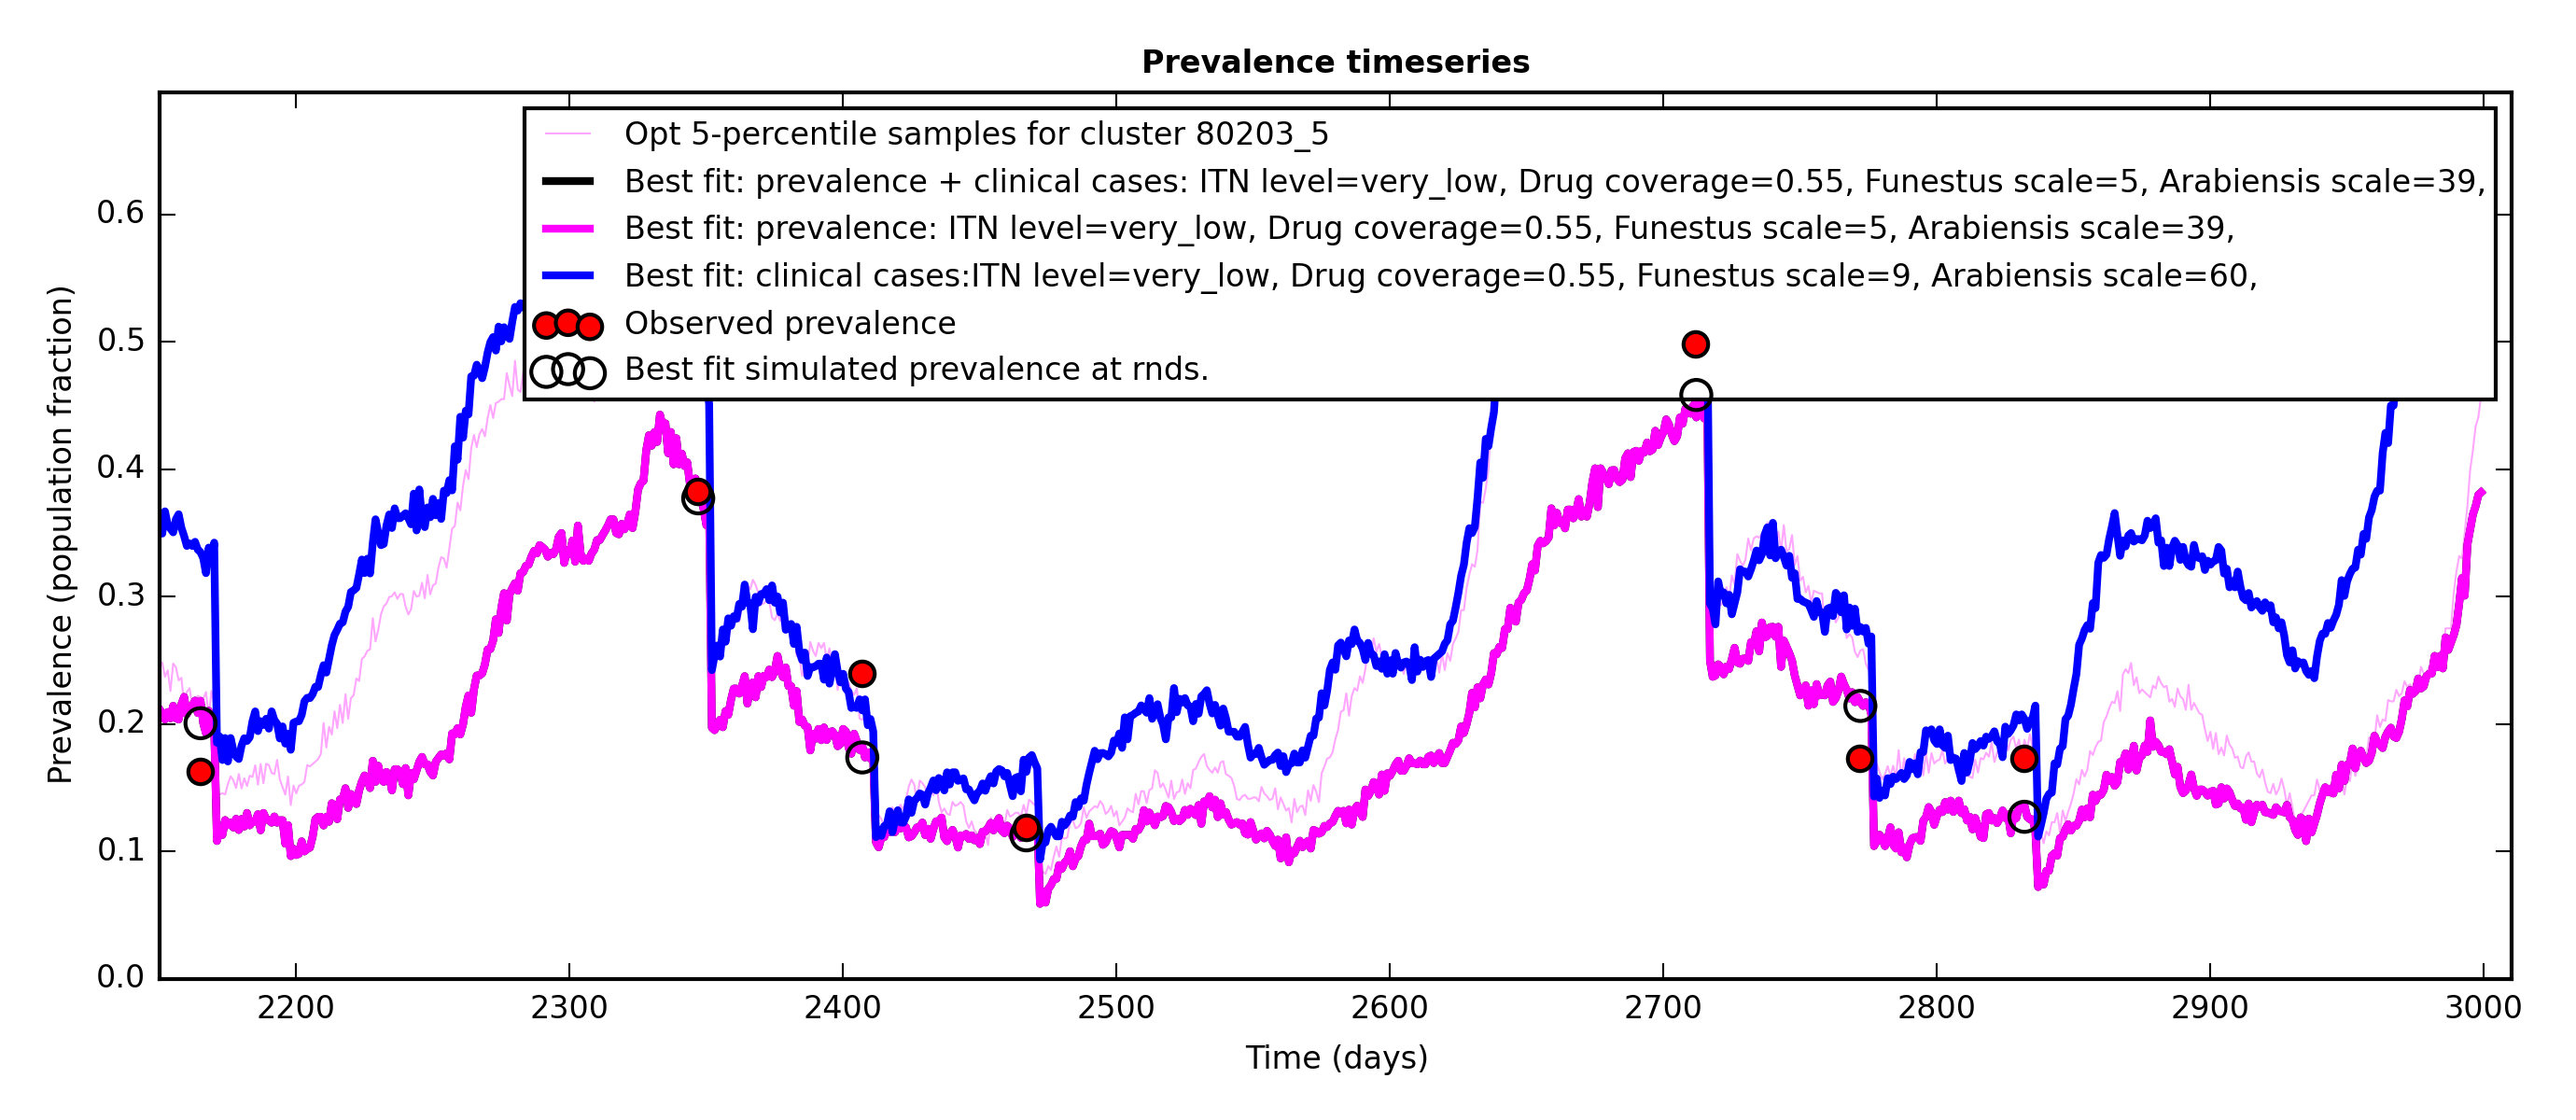 Prevalence timeseries
Opt 5-percentile samples for cluster 80203_5
Best fit: prevalence + clinical cases: ITN level=very_low, Drug coverage=0.55, Funestus scale=5, Arabiensis scale=39,
Best fit: prevalence: ITN level=very_low, Drug coverage=0.55, Funestus scale=5, Arabiensis scale=39,
Best fit: clinical cases:ITN level=very_low, Drug coverage=0.55, Funestus scale=9, Arabiensis scale=60,
Observed prevalence
Best fit simulated prevalence at rnds.
Prevalence (population fraction)
0.6
0.5
0.4
0.3
0.2
0.1
0.0
2200 2300 2400 2500 2600 2700 2800 2900 3000
Time (days)